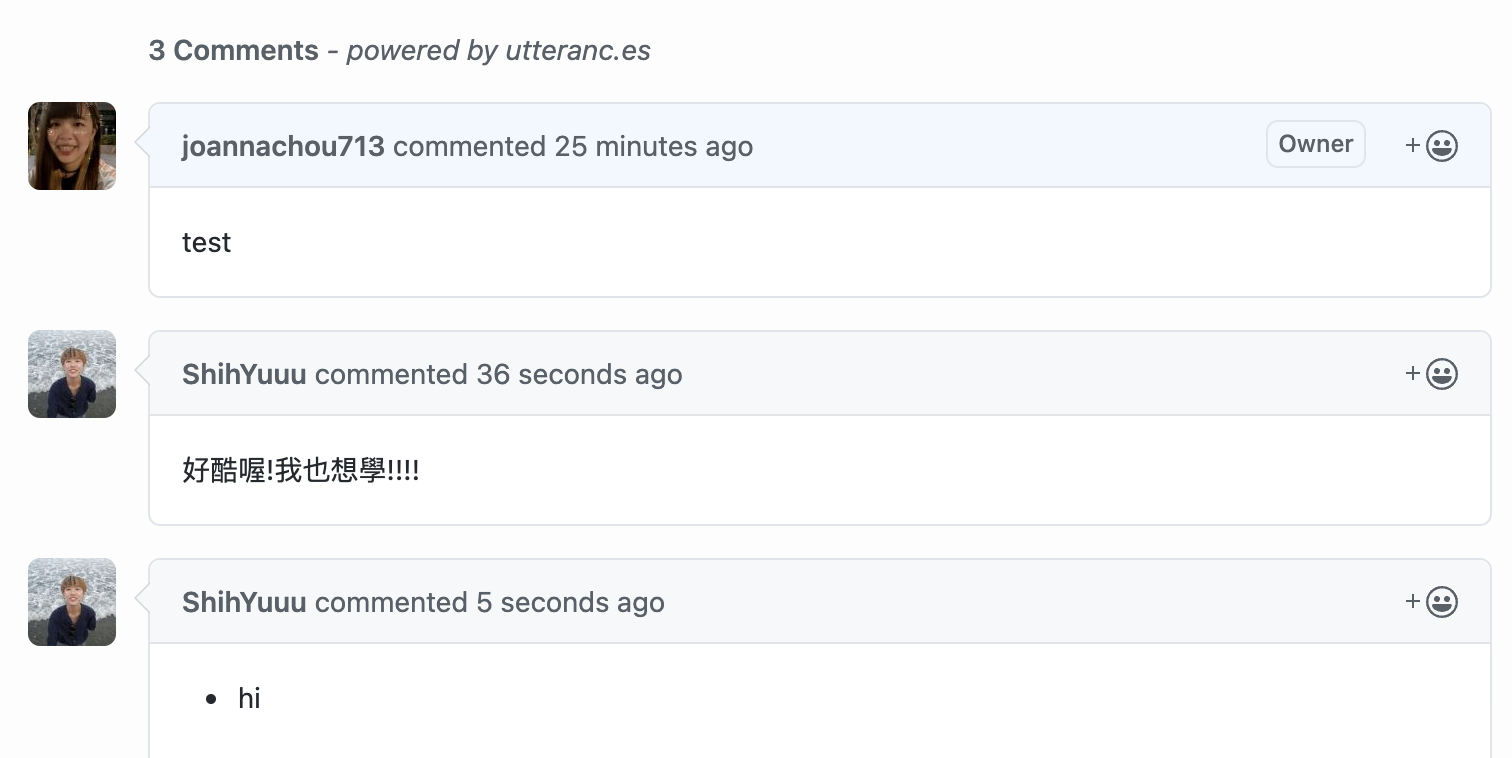 3 Comments - powered by utteranc.es
joannachou713 commented 25 minutes ago Owner +
test
ShihYuuu commented 36 seconds ago +
好酷喔!我也想學!!!!
ShihYuuu commented 5 seconds ago +
• hi